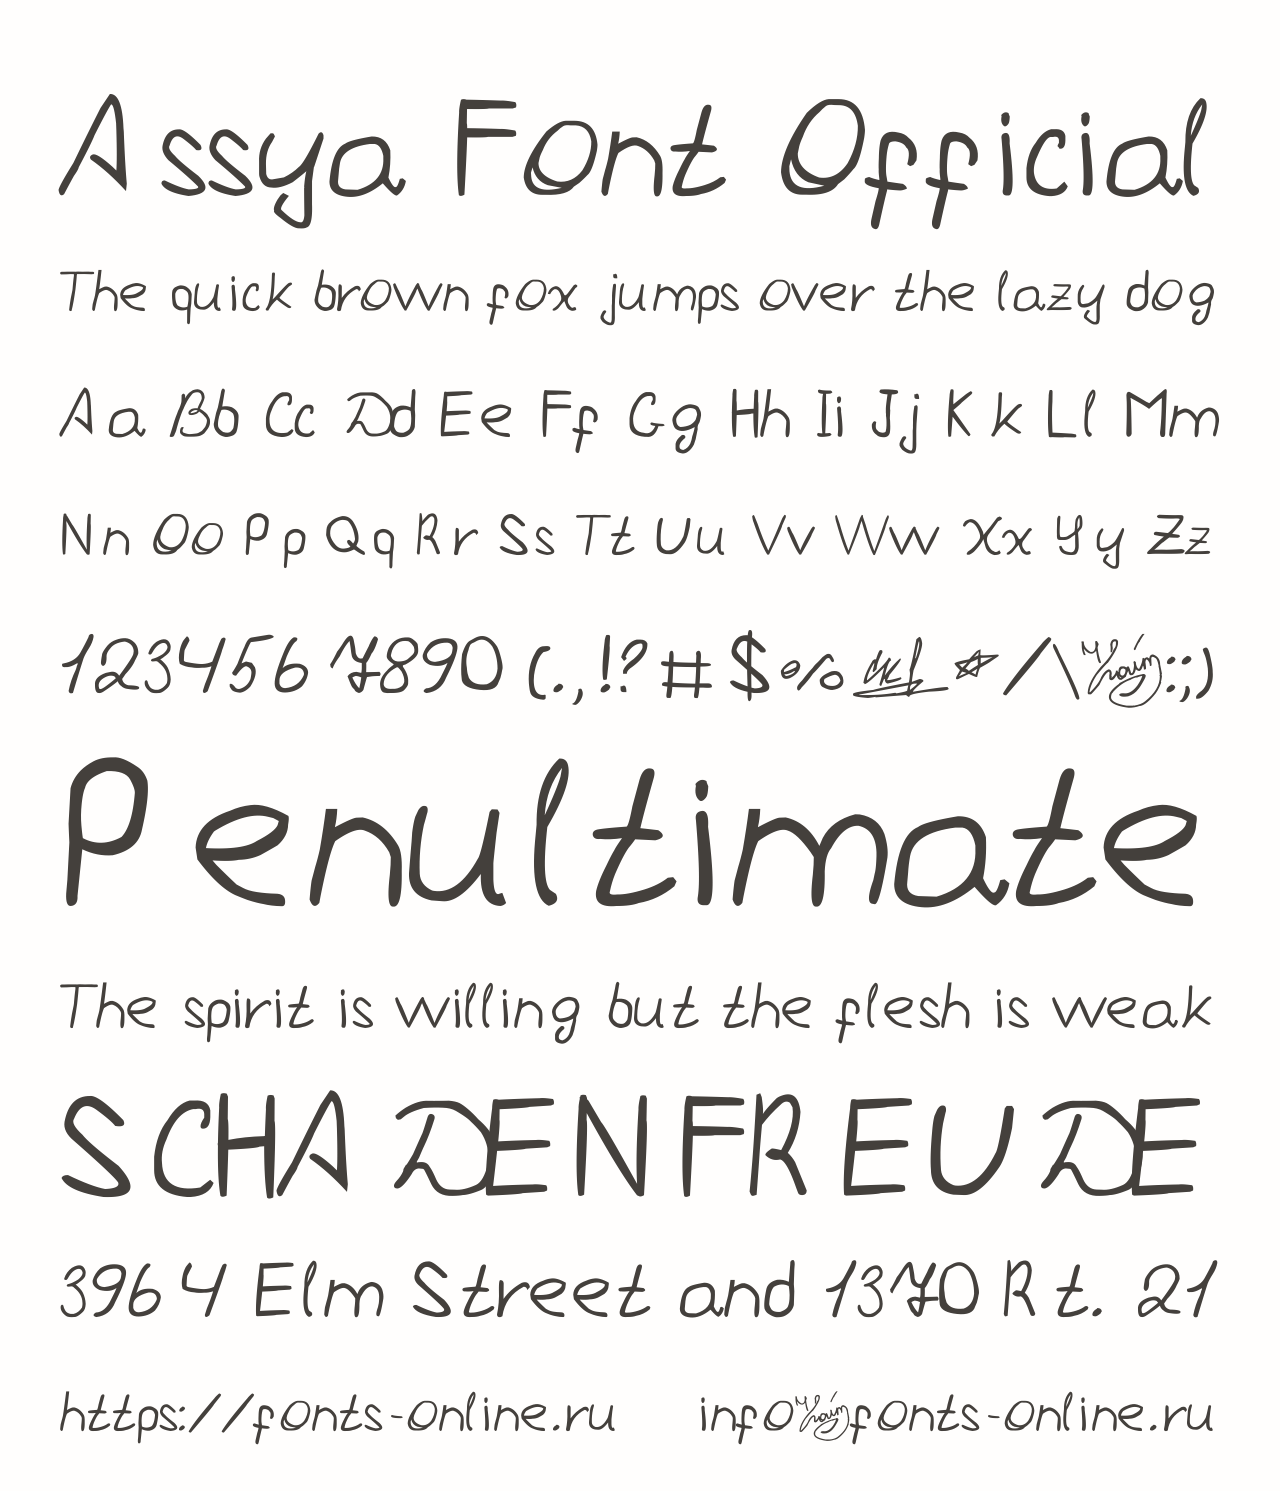 Assya Font Official
The quick brown fox jumps over the lazy dog
Aa Bb Cc Dd Ee Ff Gg Hh Ii Jj Kk Ll Mm
Nn Oo Pp Qq Rr Ss Tt Uu Vv Ww Xx Yy Zz
1234567890 (.,!?#$% */\:;)
Penultimate
The spirit is willing but the flesh is weak
SCHADENFREUDE
3964 Elm Street and 1370 Rt. 21
https://fonts-online.ru info@fonts-online.ru